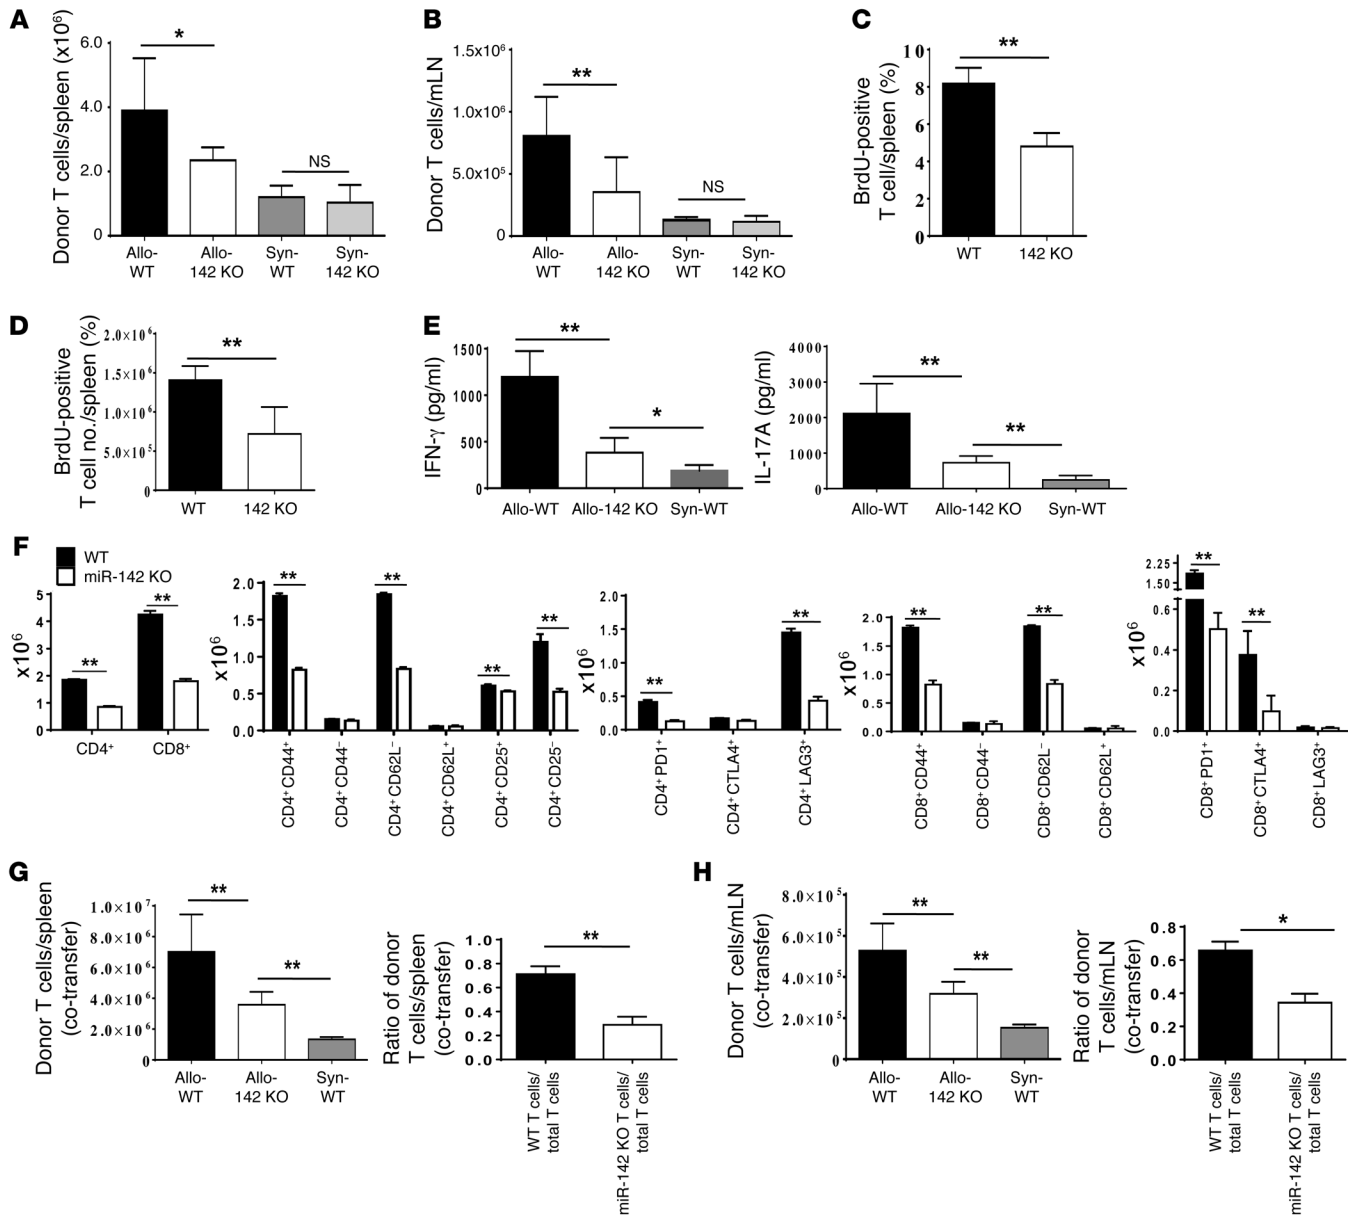 A
Donor T cells/spleen (x10⁶)
6.0
4.0
2.0
0
*
NS
Allo-
WT
Allo-
142 KO
Syn-
WT
Syn-
142 KO
B
Donor T cells/mLN
1.5x10⁶
1.0x10⁶
5.0x10⁵
0
**
NS
Allo-
WT
Allo-
142 KO
Syn-
WT
Syn-
142 KO
C
BrdU-positive
T cell/spleen (%)
10
8
6
4
2
0
**
WT
142 KO
D
BrdU-positive
T cell no./spleen (%)
2.0×10⁶
1.5×10⁶
1.0×10⁶
5.0×10⁵
0
**
WT
142 KO
E
IFN-γ (pg/ml)
1500
1000
500
0
**
*
Allo-WT
Allo-142 KO
Syn-WT
IL-17A (pg/ml)
4000
3000
2000
1000
0
**
**
Allo-WT
Allo-142 KO
Syn-WT
F
WT
miR-142 KO
x10⁶
5
4
3
2
1
0
**
**
CD4⁺
CD8⁺
x10⁶
2.0
1.5
1.0
0.5
0.0
**
**
**
**
CD4⁺CD44⁺
CD4⁺CD44⁻
CD4⁺CD62L⁻
CD4⁺CD62L⁺
CD4⁺CD25⁺
CD4⁺CD25⁻
x10⁶
2.0
1.5
1.0
0.5
0.0
**
**
CD4⁺PD1⁺
CD4⁺CTLA4⁺
CD4⁺LAG3⁺
x10⁶
2.0
1.5
1.0
0.5
0.0
**
**
CD8⁺CD44⁺
CD8⁺CD44⁻
CD8⁺CD62L⁻
CD8⁺CD62L⁺
x10⁶
2.25
1.50
0.6
0.4
0.2
0.0
**
**
CD8⁺PD1⁺
CD8⁺CTLA4⁺
CD8⁺LAG3⁺
G
Donor T cells/spleen
(co-transfer)
1.0×10⁷
8.0×10⁶
6.0×10⁶
4.0×10⁶
2.0×10⁶
0
**
**
Allo-
WT
Allo-
142 KO
Syn-
WT
Ratio of donor
T cells/spleen
(co-transfer)
1.0
0.8
0.6
0.4
0.2
0.0
**
WT T cells/
total T cells
miR-142 KO T cells/
total T cells
H
Donor T cells/mLN
(co-transfer)
8.0×10⁵
6.0×10⁵
4.0×10⁵
2.0×10⁵
0
**
**
Allo-
WT
Allo-
142 KO
Syn-
WT
Ratio of donor
T cells/mLN
(co-transfer)
0.8
0.6
0.4
0.2
0.0
*
WT T cells/
total T cells
miR-142 KO T cells/
total T cells